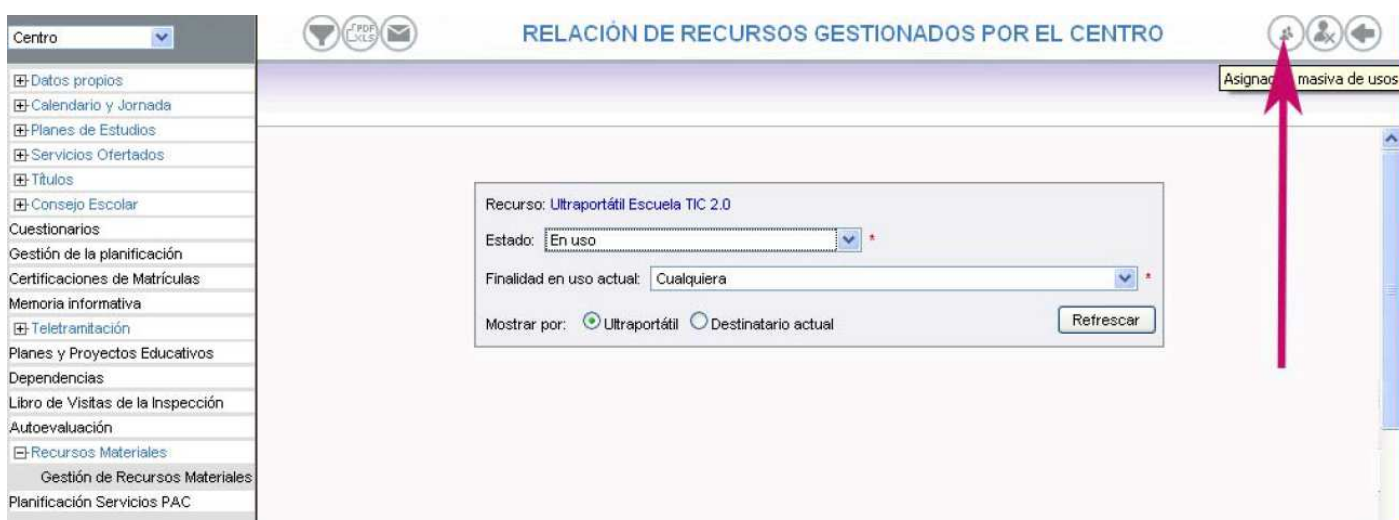 Centro
PDF
XLS
RELACIÓN DE RECURSOS GESTIONADOS POR EL CENTRO
Asignac masiva de usos
Datos propios
Calendario y Jornada
Planes de Estudios
Servicios Ofertados
Títulos
Consejo Escolar
Cuestionarios
Gestión de la planificación
Certificaciones de Matrículas
Memoria informativa
Teletramitación
Planes y Proyectos Educativos
Dependencias
Libro de Visitas de la Inspección
Autoevaluación
Recursos Materiales
Gestión de Recursos Materiales
Planificación Servicios PAC
Recurso: Ultraportátil Escuela TIC 2.0
Estado: En uso *
Finalidad en uso actual: Cualquiera *
Mostrar por: Ultraportátil Destinatario actual Refrescar